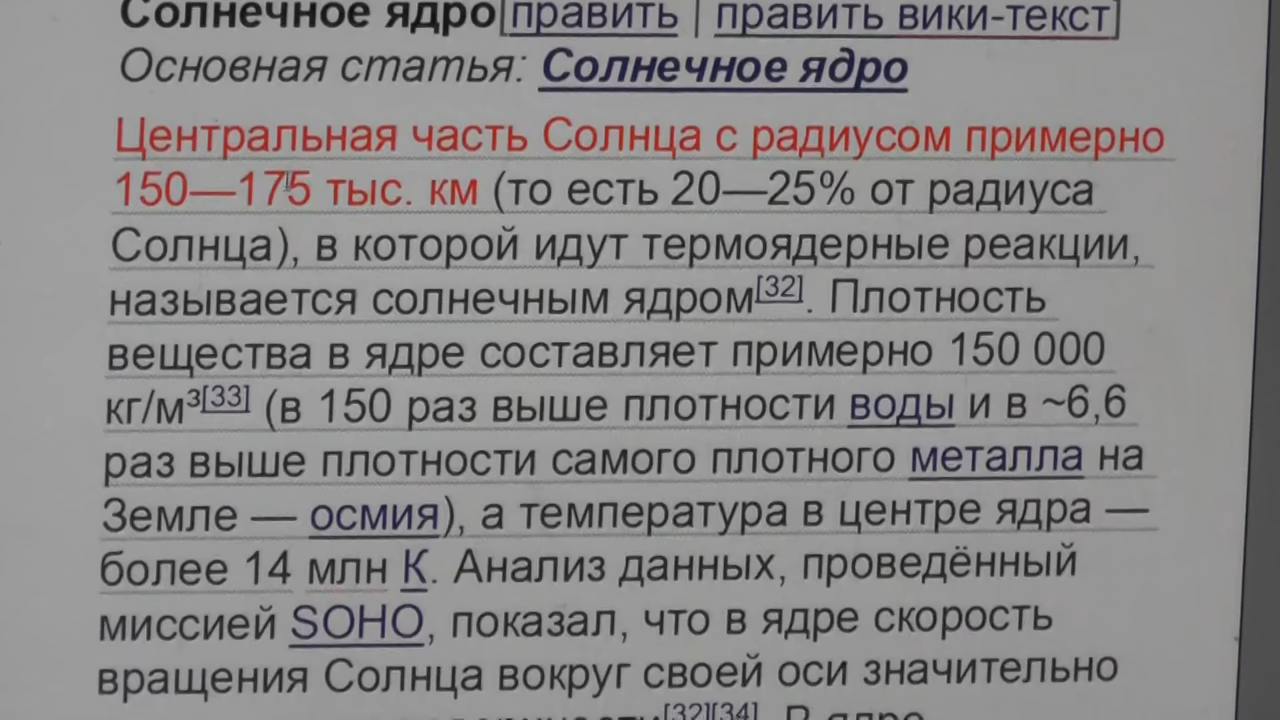 Солнечное ядро[править | править вики-текст]
Основная статья: Солнечное ядро
Центральная часть Солнца с радиусом примерно
150—175 тыс. км (то есть 20—25% от радиуса
Солнца), в которой идут термоядерные реакции,
называется солнечным ядром[32]. Плотность
вещества в ядре составляет примерно 150 000
кг/м³[33] (в 150 раз выше плотности воды и в ~6,6
раз выше плотности самого плотного металла на
Земле — осмия), а температура в центре ядра —
более 14 млн К. Анализ данных, проведённый
миссией SOHO, показал, что в ядре скорость
вращения Солнца вокруг своей оси значительно
[32][34]. В ядре